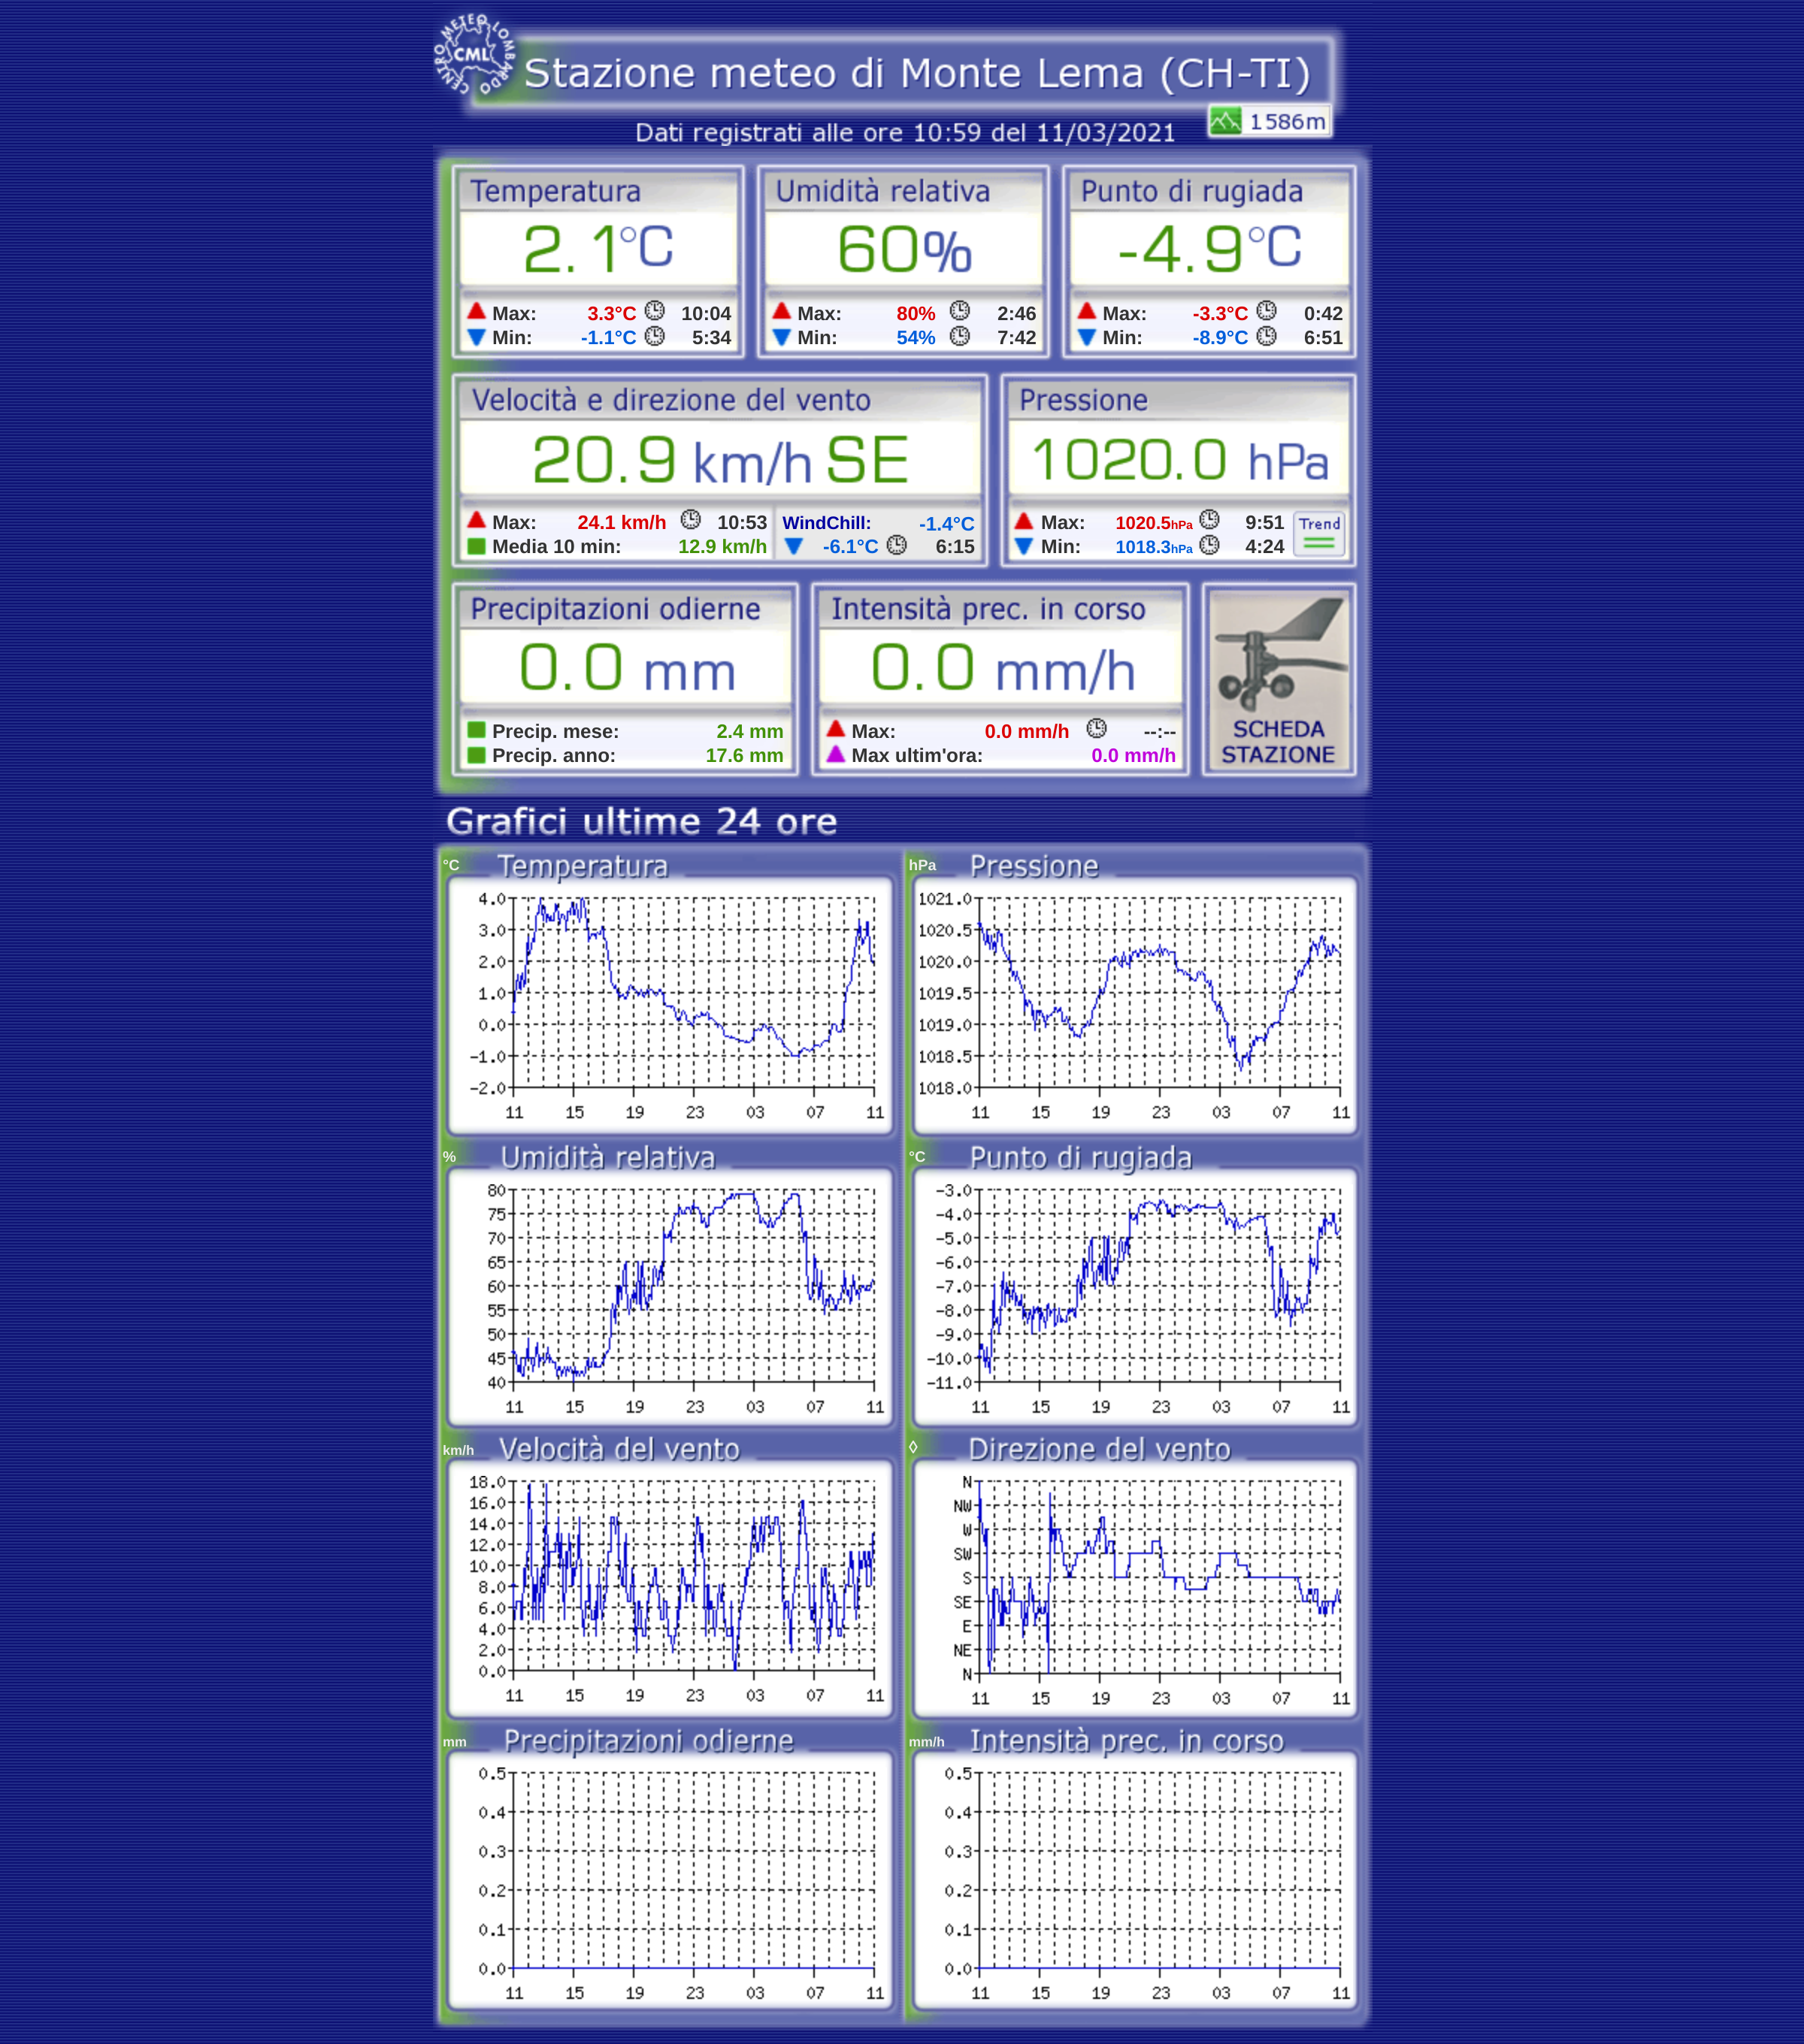 CENTRO METEO LOMBARDO
CML
Stazione meteo di Monte Lema (CH-TI)
1586m
Dati registrati alle ore 10:59 del 11/03/2021
Temperatura
2.1°C
Max: 3.3°C 10:04
Min: -1.1°C 5:34
Umidità relativa
60%
Max: 80% 2:46
Min: 54% 7:42
Punto di rugiada
-4.9°C
Max: -3.3°C 0:42
Min: -8.9°C 6:51
Velocità e direzione del vento
20.9 km/h SE
Max: 24.1 km/h 10:53
Media 10 min: 12.9 km/h
WindChill: -1.4°C
-6.1°C 6:15
Pressione
1020.0 hPa
Max: 1020.5hPa 9:51
Min: 1018.3hPa 4:24
Trend
Precipitazioni odierne
0.0 mm
Precip. mese: 2.4 mm
Precip. anno: 17.6 mm
Intensità prec. in corso
0.0 mm/h
Max: 0.0 mm/h --:--
Max ultim'ora: 0.0 mm/h
SCHEDA
STAZIONE
Grafici ultime 24 ore
°C Temperatura
4.0
3.0
2.0
1.0
0.0
-1.0
-2.0
11 15 19 23 03 07 11
hPa Pressione
1021.0
1020.5
1020.0
1019.5
1019.0
1018.5
1018.0
11 15 19 23 03 07 11
% Umidità relativa
80
75
70
65
60
55
50
45
40
11 15 19 23 03 07 11
°C Punto di rugiada
-3.0
-4.0
-5.0
-6.0
-7.0
-8.0
-9.0
-10.0
-11.0
11 15 19 23 03 07 11
km/h Velocità del vento
18.0
16.0
14.0
12.0
10.0
8.0
6.0
4.0
2.0
0.0
11 15 19 23 03 07 11
◊ Direzione del vento
N
NW
W
SW
S
SE
E
NE
N
11 15 19 23 03 07 11
mm Precipitazioni odierne
0.5
0.4
0.3
0.2
0.1
0.0
11 15 19 23 03 07 11
mm/h Intensità prec. in corso
0.5
0.4
0.3
0.2
0.1
0.0
11 15 19 23 03 07 11